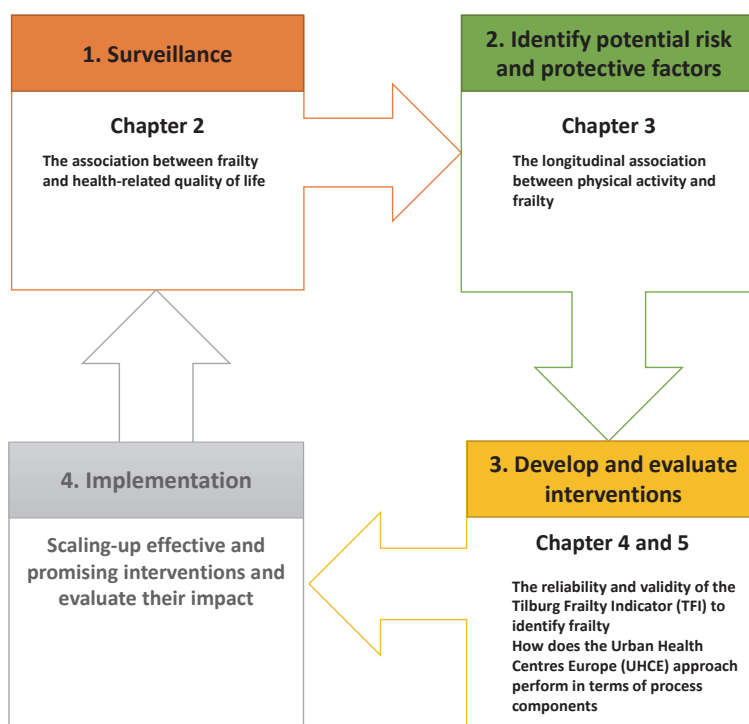 1. Surveillance
Chapter 2
The association between frailty
and health-related quality of life
2. Identify potential risk
and protective factors
Chapter 3
The longitudinal association
between physical activity and
frailty
3. Develop and evaluate
interventions
Chapter 4 and 5
The reliability and validity of the
Tilburg Frailty Indicator (TFI) to
identify frailty
How does the Urban Health
Centres Europe (UHCE) approach
perform in terms of process
components
4. Implementation
Scaling-up effective and
promising interventions and
evaluate their impact